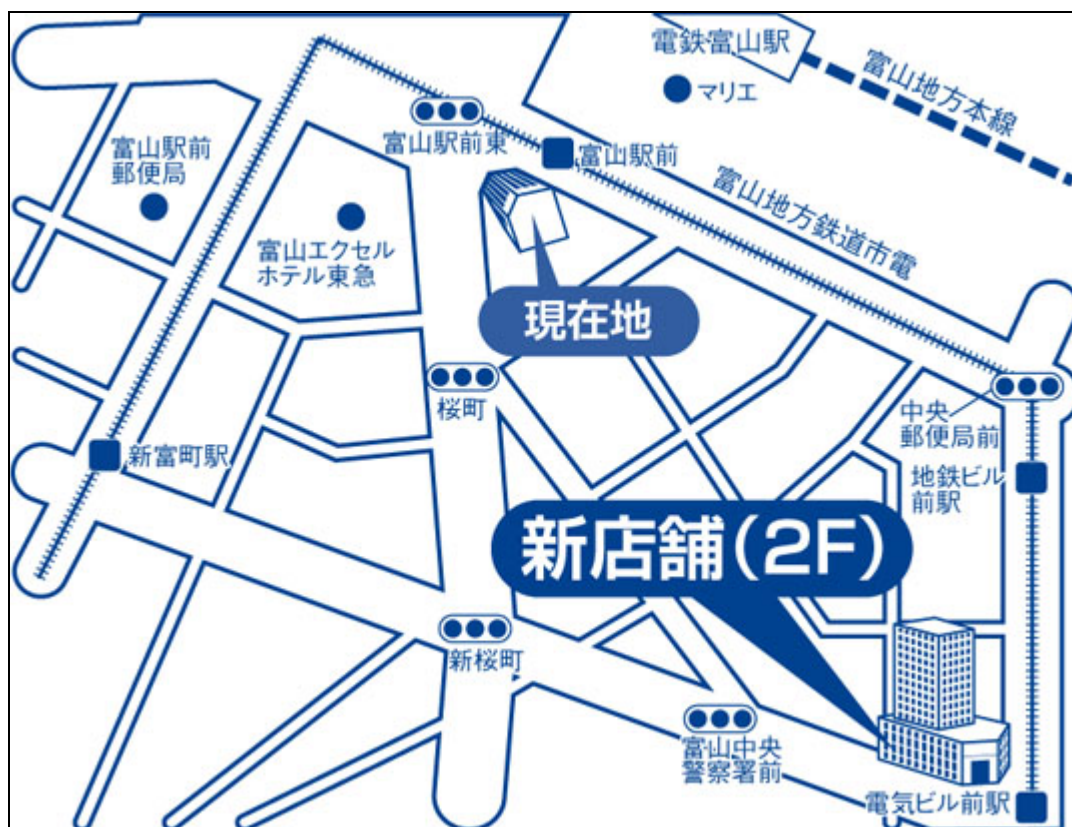 電鉄富山駅
マリエ
富山地方本線
富山駅前東
富山駅前
富山地方鉄道市電
富山駅前
郵便局
富山エクセル
ホテル東急
現在地
桜町
中央
郵便局前
新富町駅
地鉄ビル
前駅
新店舗(2F)
新桜町
富山中央
警察署前
電気ビル前駅